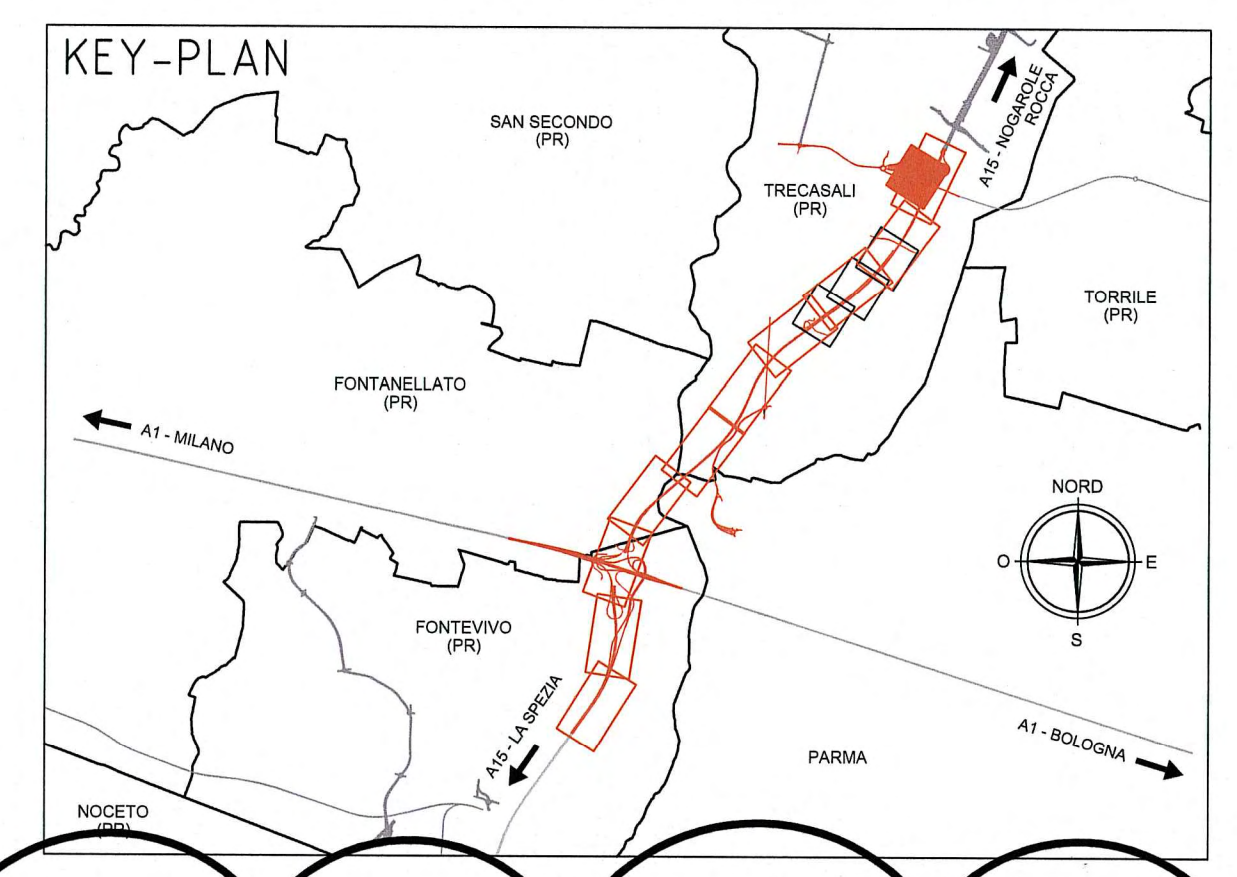 KEY-PLAN
SAN SECONDO
(PR)
A15 - NOGAROLE
ROCCA
TRECASALI
(PR)
TORRILE
(PR)
FONTANELLATO
(PR)
A1 - MILANO
NORD
O
E
S
FONTEVIVO
(PR)
A15 - LA SPEZIA
A1 - BOLOGNA
PARMA
NOCETO
(PR)